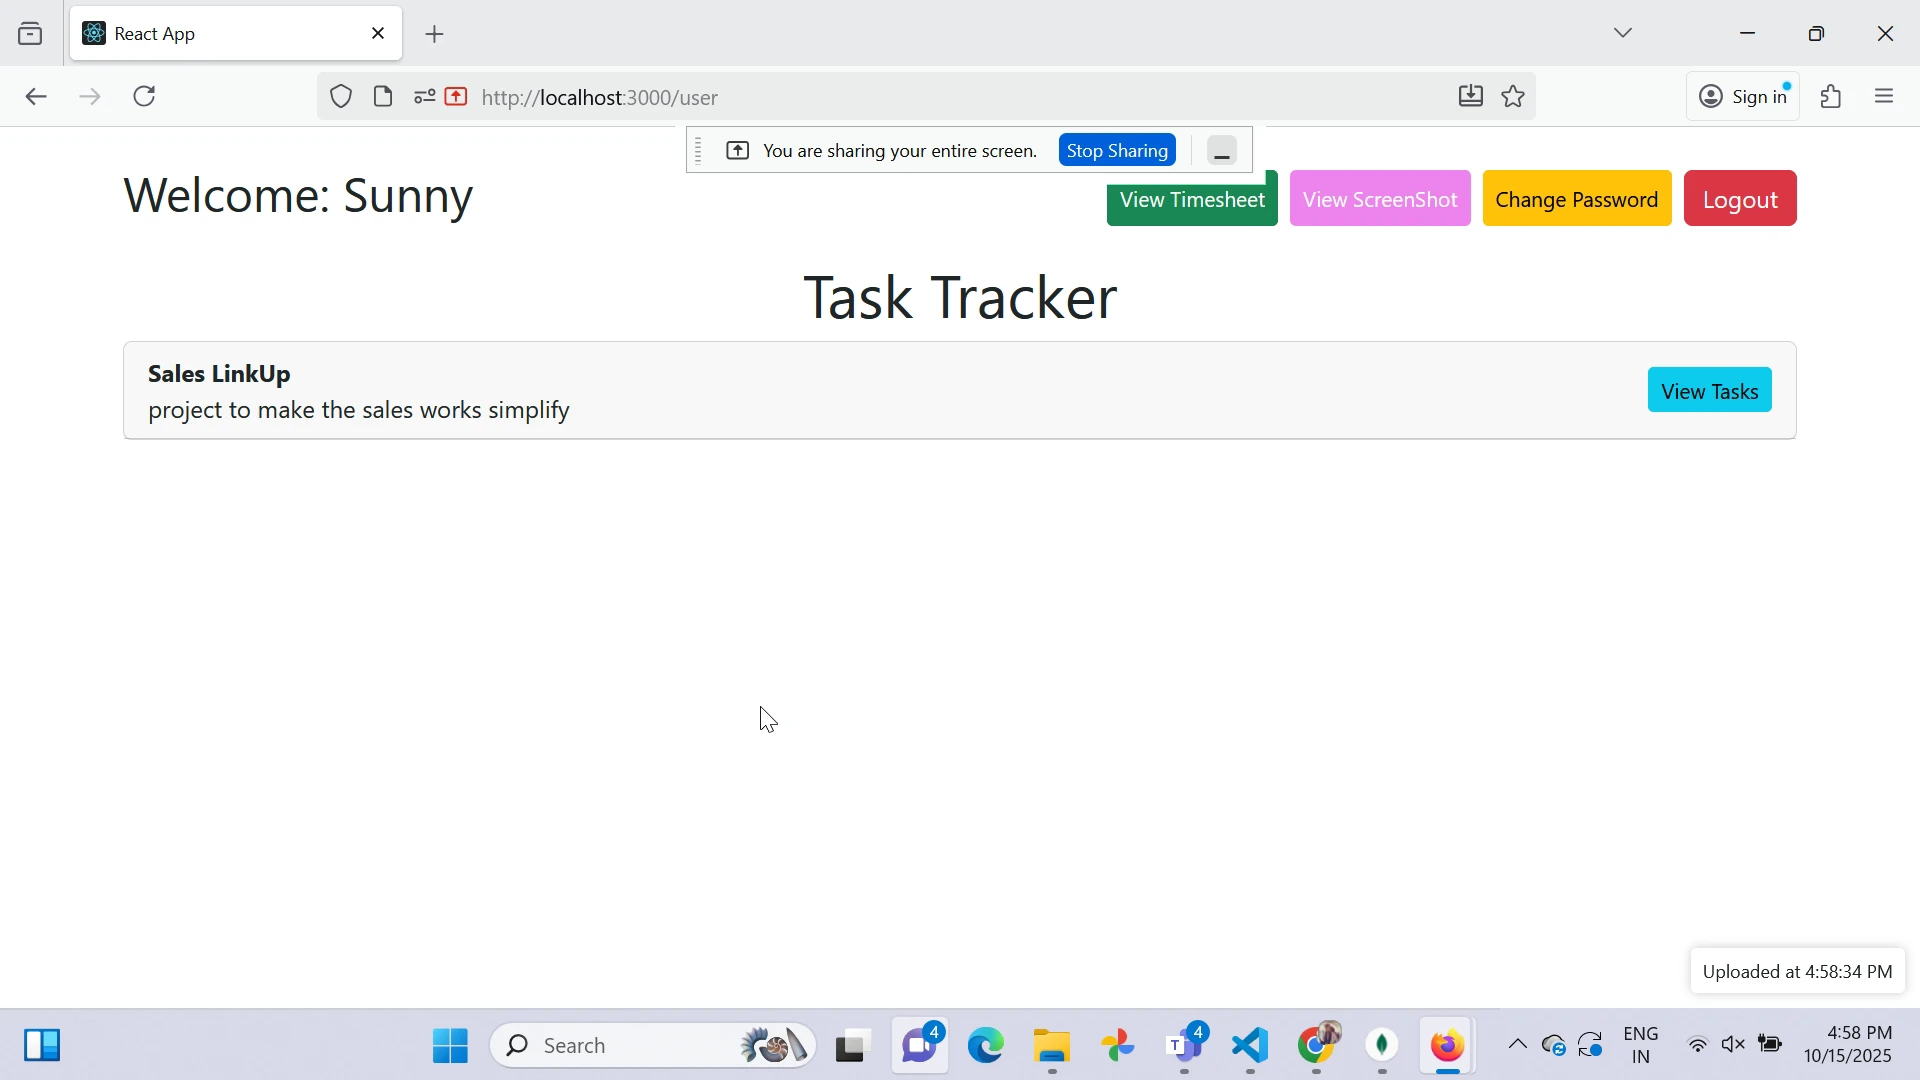 React App
http://localhost:3000/user
Sign in
You are sharing your entire screen.
Stop Sharing
Welcome: Sunny
View Timesheet
View ScreenShot
Change Password
Logout
Task Tracker
Sales LinkUp
project to make the sales works simplify
View Tasks
Uploaded at 4:58:34 PM
Search
4
T
4
ENG
IN
4:58 PM
10/15/2025